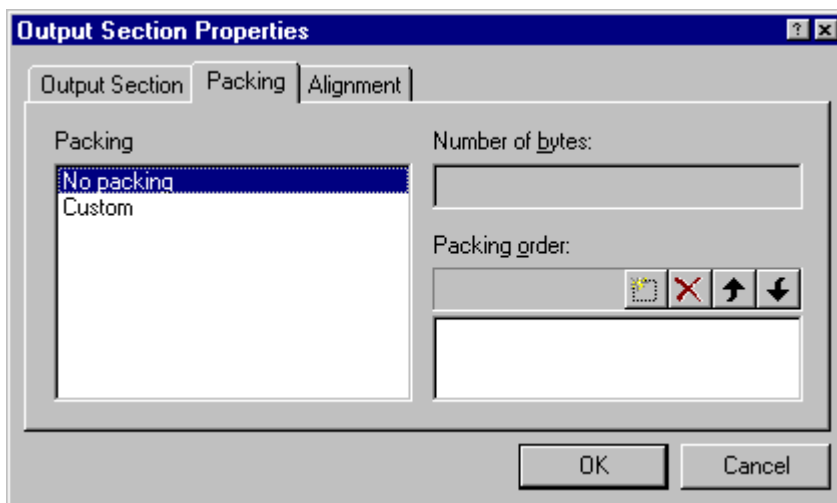 Output Section Properties
Output Section Packing Alignment
Packing
No packing
Custom
Number of bytes:
Packing order:
OK Cancel